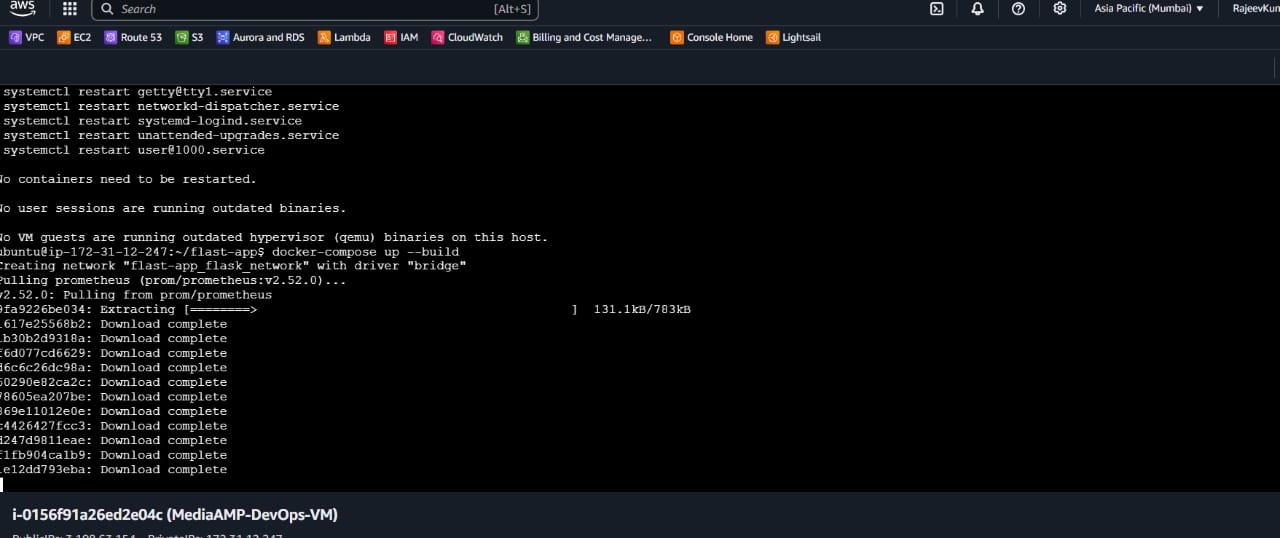 aws Search [Alt+S] Asia Pacific (Mumbai) ▼ RajeevKun
VPC EC2 Route 53 S3 Aurora and RDS Lambda IAM CloudWatch Billing and Cost Manage... Console Home Lightsail
systemctl restart getty@tty1.service
systemctl restart networkd-dispatcher.service
systemctl restart systemd-logind.service
systemctl restart unattended-upgrades.service
systemctl restart user@1000.service
No containers need to be restarted.
No user sessions are running outdated binaries.
No VM guests are running outdated hypervisor (qemu) binaries on this host.
ubuntu@ip-172-31-12-247:~/flast-app$ docker-compose up --build
Creating network "flast-app_flask_network" with driver "bridge"
Pulling prometheus (prom/prometheus:v2.52.0)...
v2.52.0: Pulling from prom/prometheus
9fa9226be034: Extracting [========> ] 131.1kB/783kB
1617e25568b2: Download complete
1b30b2d9318a: Download complete
f6d077cd6629: Download complete
d6c6c26dc98a: Download complete
60290e82ca2c: Download complete
78605ea207be: Download complete
869e11012e0e: Download complete
c4426427fcc3: Download complete
d247d9811eae: Download complete
f1fb904ca1b9: Download complete
1e12dd793eba: Download complete
i-0156f91a26ed2e04c (MediaAMP-DevOps-VM)